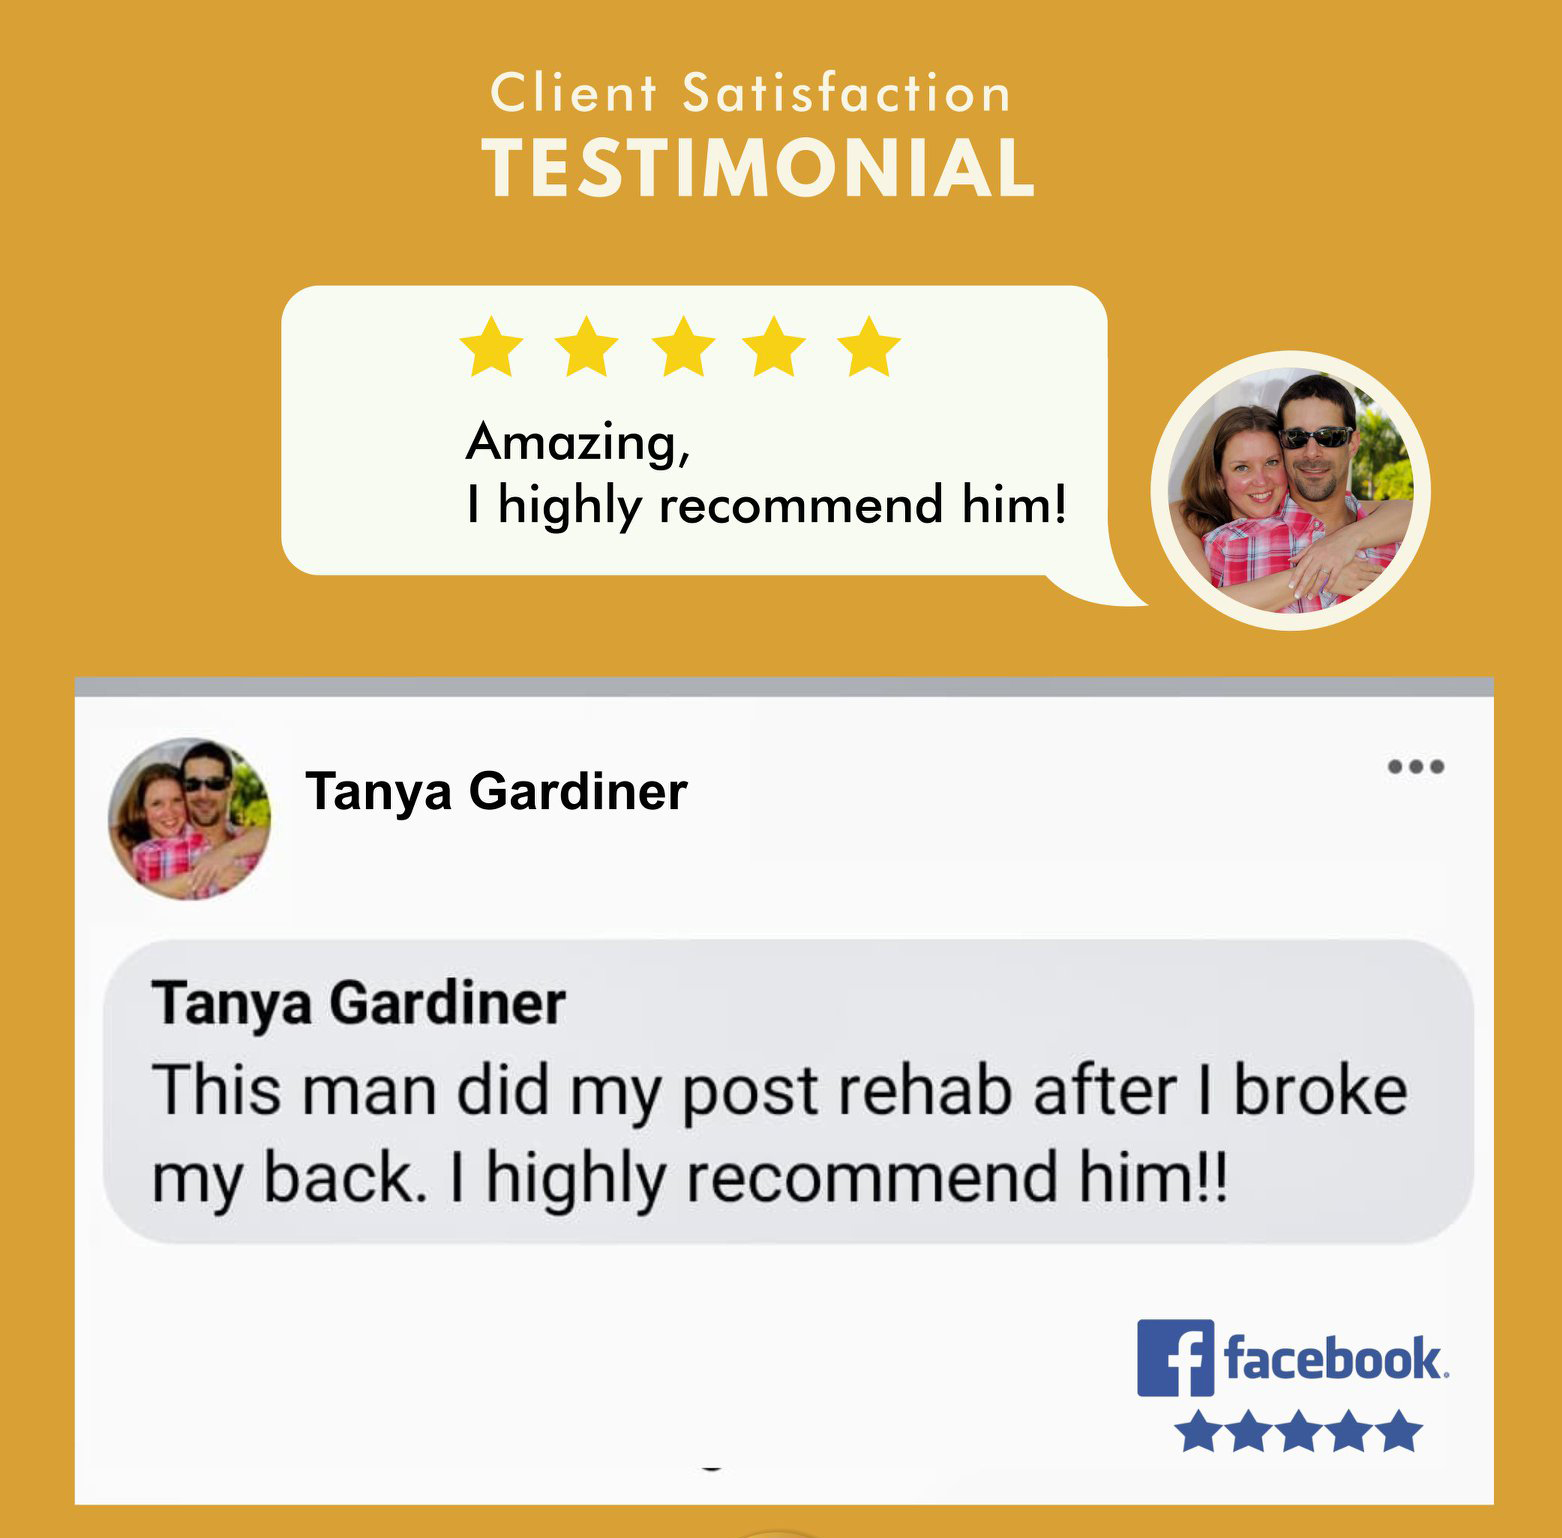 Client Satisfaction
TESTIMONIAL
Amazing,
I highly recommend him!
Tanya Gardiner
Tanya Gardiner
This man did my post rehab after I broke
my back. I highly recommend him!!
f facebook.